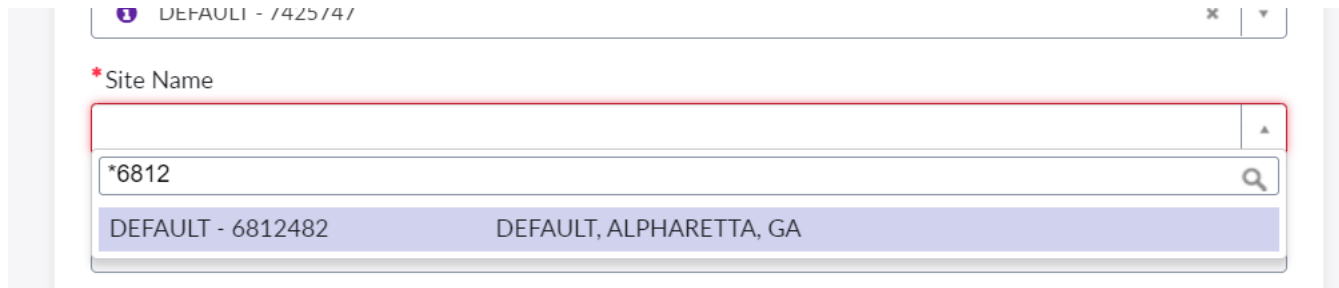 DEFAULT - 7425747
*Site Name
*6812
DEFAULT - 6812482 DEFAULT, ALPHARETTA, GA